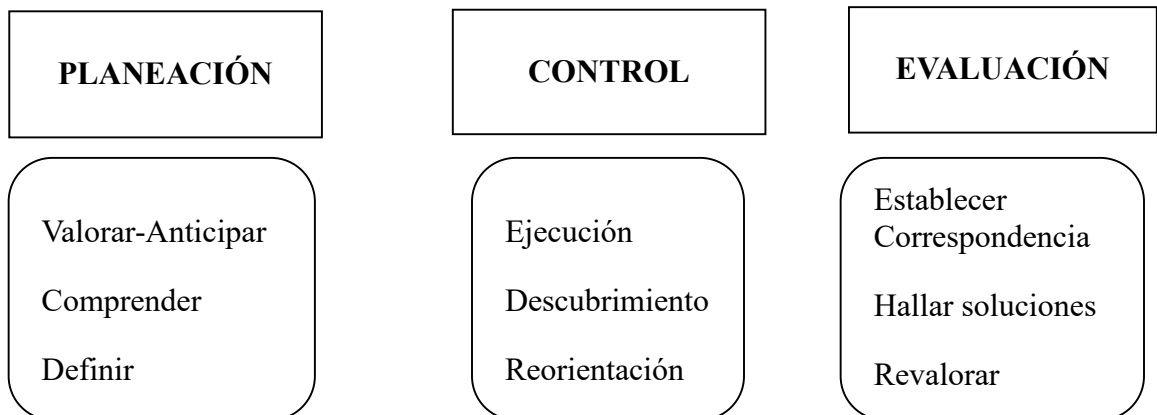 PLANEACIÓN
CONTROL
EVALUACIÓN
Valorar-Anticipar
Comprender
Definir
Ejecución
Descubrimiento
Reorientación
Establecer
Correspondencia
Hallar soluciones
Revalorar